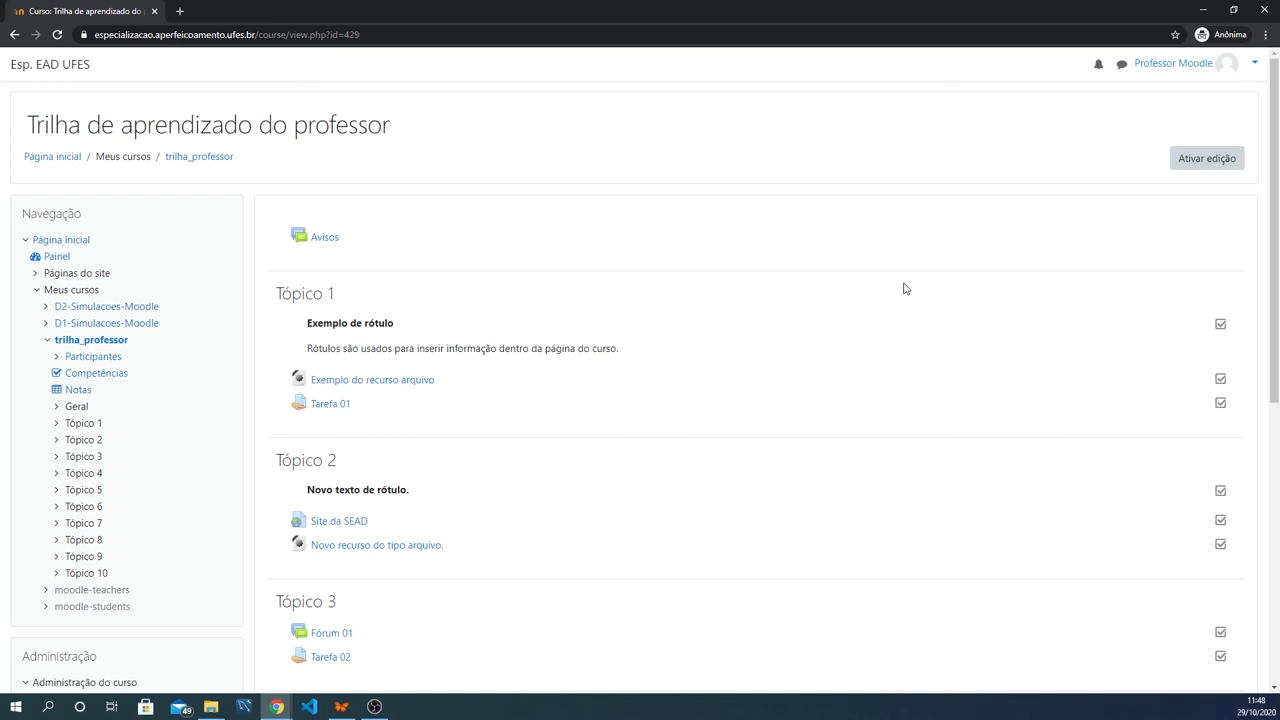 Curso: Trilha de aprendizado do p
especializacao.aperfeicoamento.ufes.br/course/view.php?id=429
Anônima
Esp. EAD UFES
Professor Moodle
Trilha de aprendizado do professor
Página inicial / Meus cursos / trilha_professor
Ativar edição
Navegação
Página inicial
Painel
Páginas do site
Meus cursos
D2-Simulacoes-Moodle
D1-Simulacoes-Moodle
trilha_professor
Participantes
Competências
Notas
Geral
Tópico 1
Tópico 2
Tópico 3
Tópico 4
Tópico 5
Tópico 6
Tópico 7
Tópico 8
Tópico 9
Tópico 10
moodle-teachers
moodle-students
Administração
Administração do curso
Avisos
Tópico 1
Exemplo de rótulo
Rótulos são usados para inserir informação dentro da página do curso.
Exemplo do recurso arquivo
Tarefa 01
Tópico 2
Novo texto de rótulo.
Site da SEAD
Novo recurso do tipo arquivo.
Tópico 3
Fórum 01
Tarefa 02
49
11:48
29/10/2020